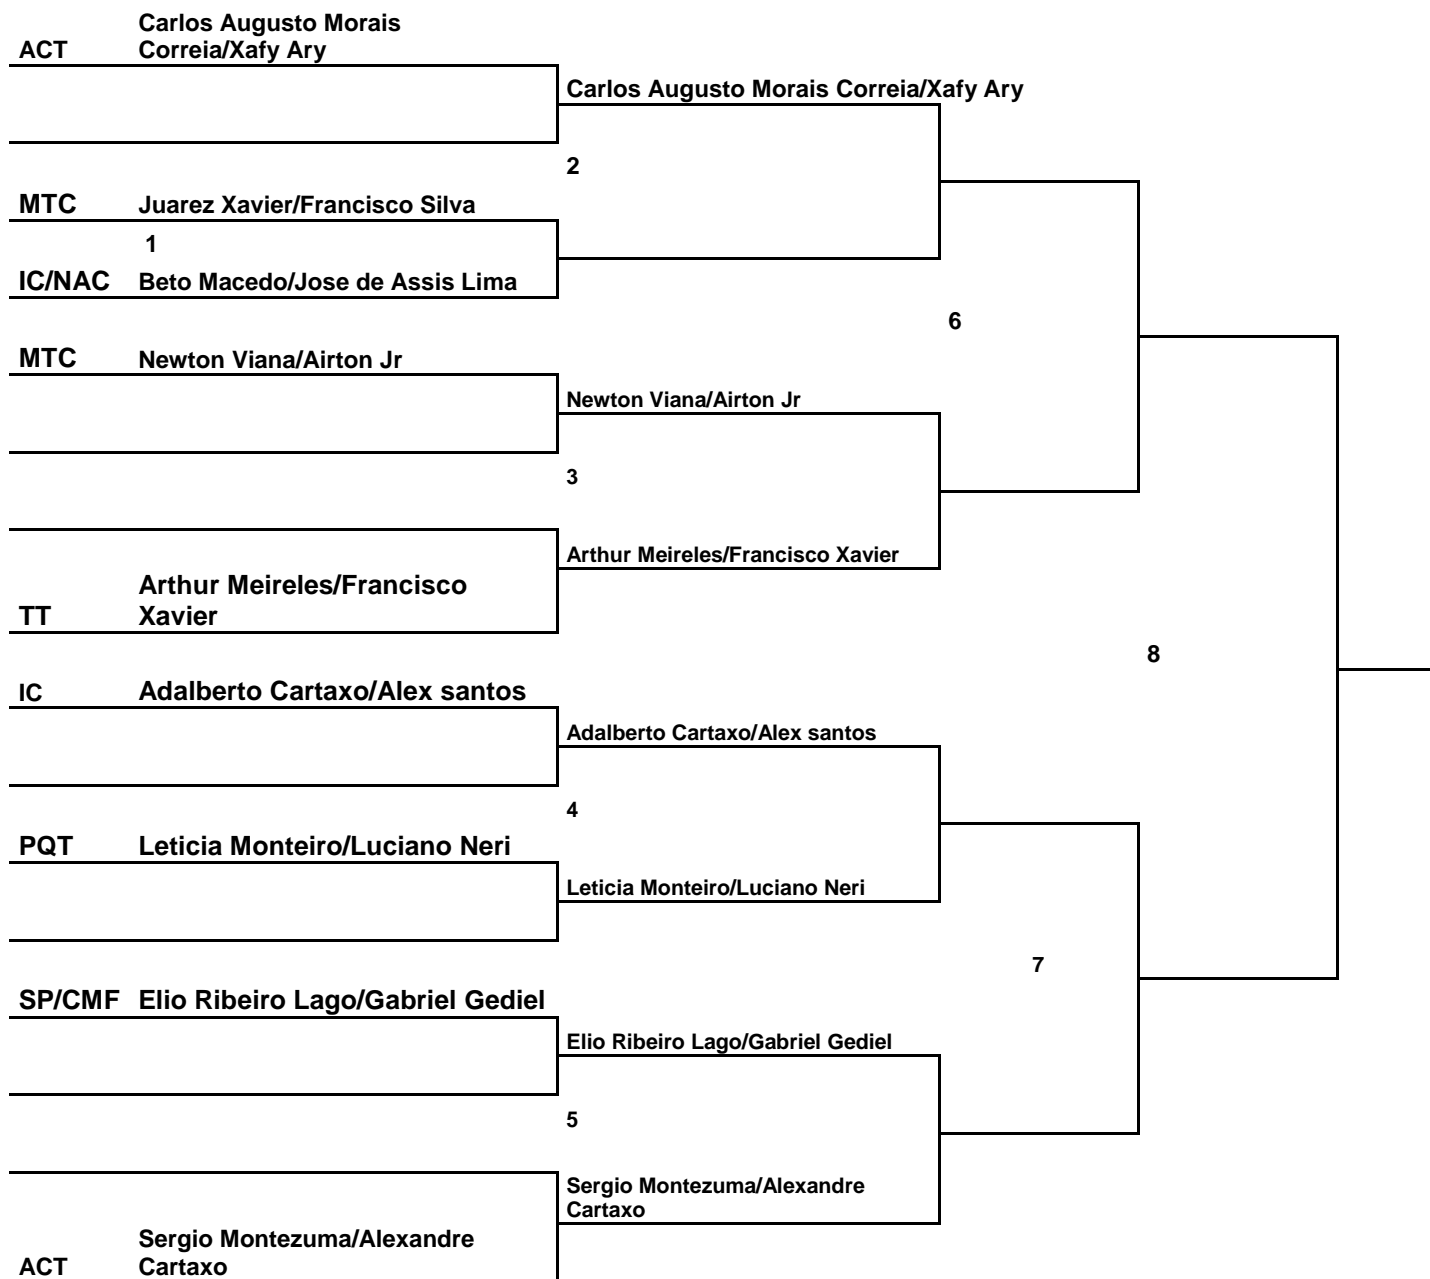 Carlos Augusto Morais
ACT Correia/Xafy Ary
Carlos Augusto Morais Correia/Xafy Ary
2
MTC Juarez Xavier/Francisco Silva
1
IC/NAC Beto Macedo/Jose de Assis Lima
6
MTC Newton Viana/Airton Jr
Newton Viana/Airton Jr
3
Arthur Meireles/Francisco Xavier
Arthur Meireles/Francisco
TT Xavier
8
IC Adalberto Cartaxo/Alex santos
Adalberto Cartaxo/Alex santos
4
PQT Leticia Monteiro/Luciano Neri
Leticia Monteiro/Luciano Neri
7
SP/CMF Elio Ribeiro Lago/Gabriel Gediel
Elio Ribeiro Lago/Gabriel Gediel
5
Sergio Montezuma/Alexandre
Cartaxo
Sergio Montezuma/Alexandre
ACT Cartaxo